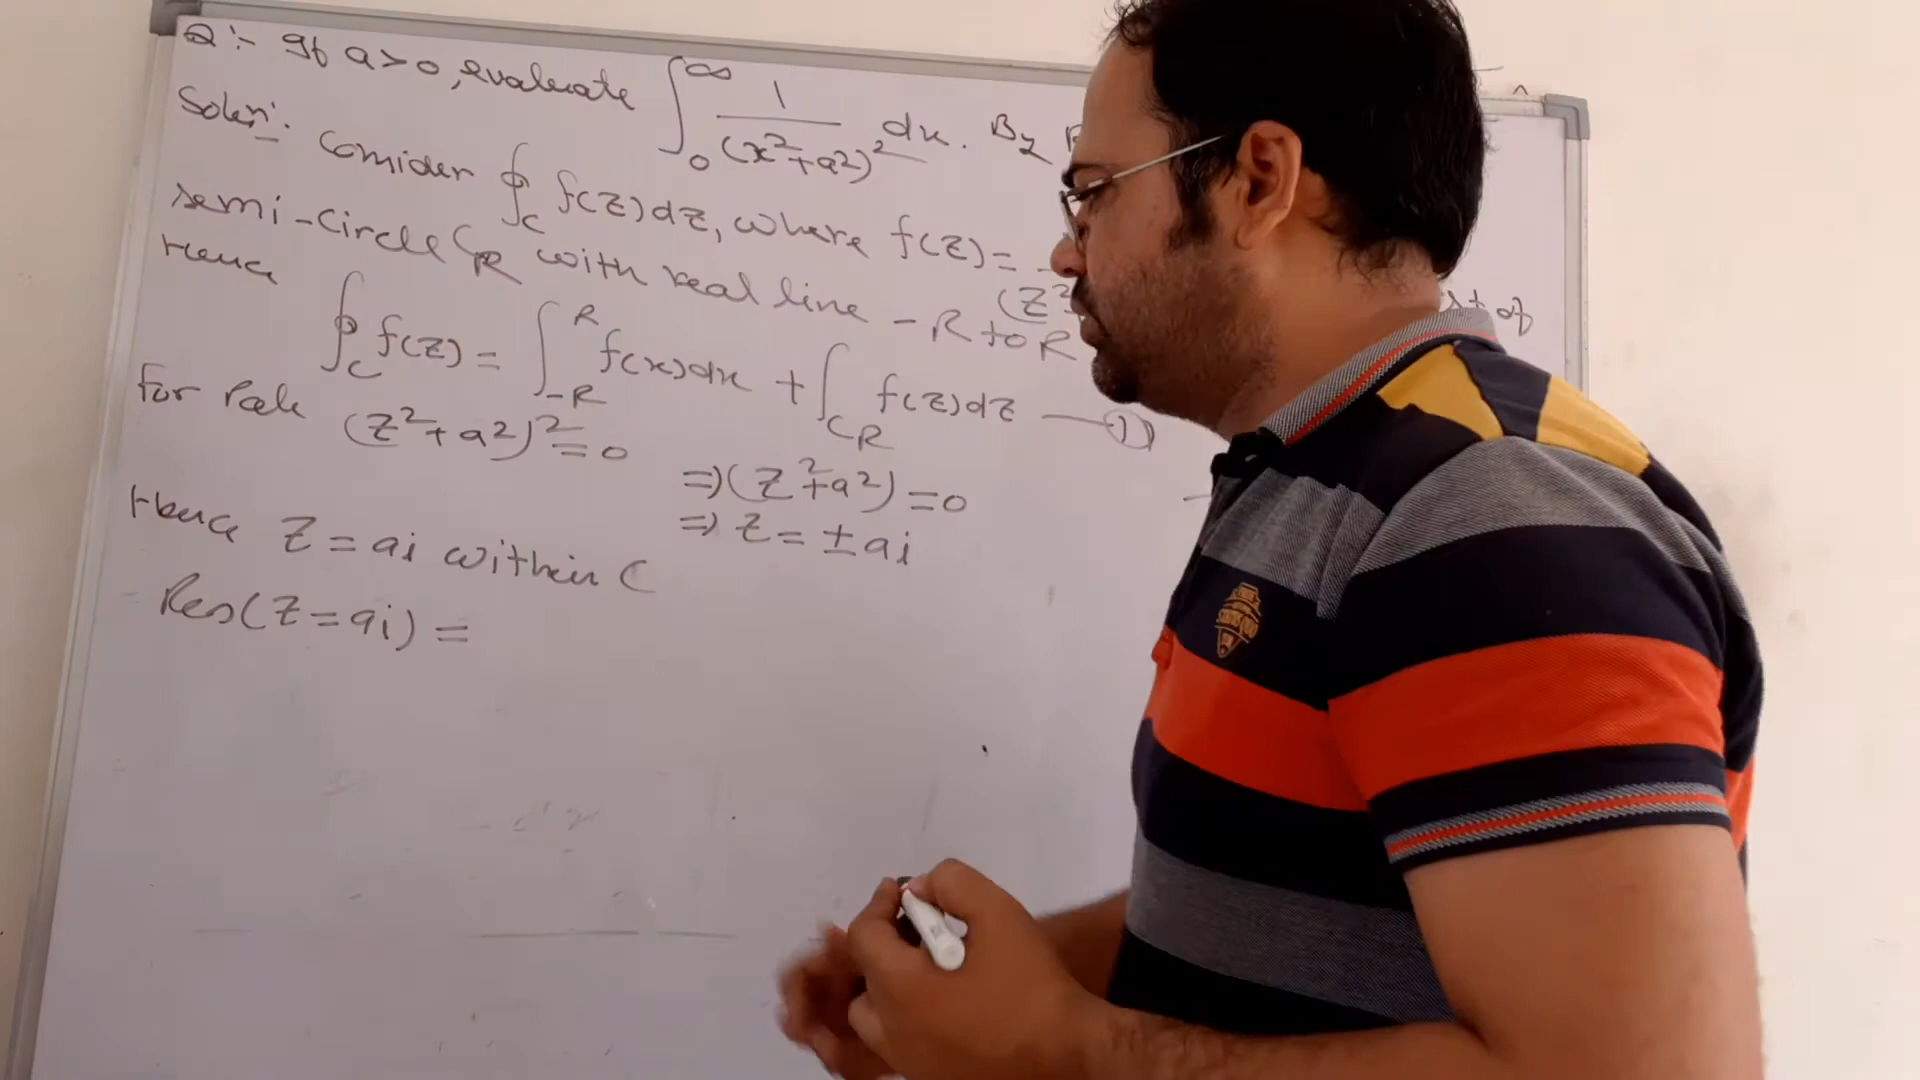 Q :- If a>0, evaluate ∫₀^∞ 1/(x²+a²)² dx. By
Soln:. Consider ∮_C f(z)dz, where f(z)= (z²
semi-circle C_R with real line -R to R
Hence ∮_C f(z) = ∫_{-R}^{R} f(x)dx + ∫_{C_R} f(z)dz —①
For Pole (z²+a²)²=0
⇒(z²+a²)=0
⇒ z=±ai
Hence z=ai within C
Res(z=ai)=